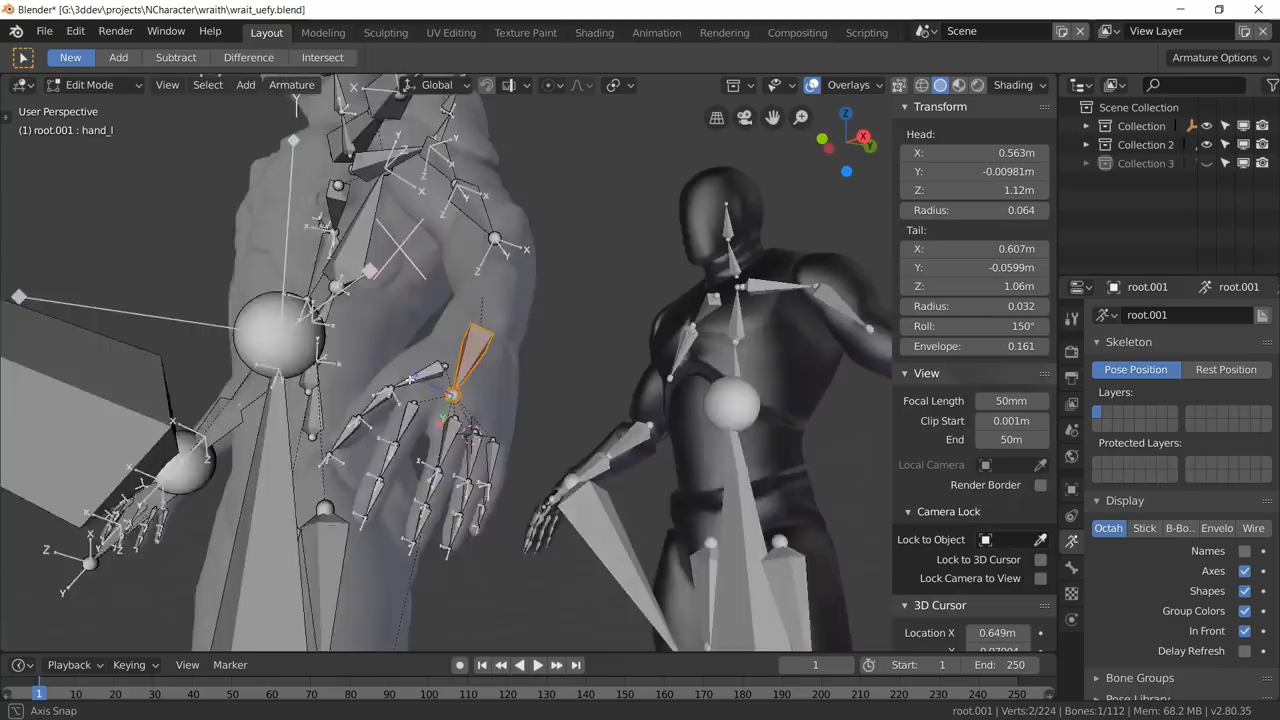 Blender* [G:\3ddev\projects\NCharacter\wraith\wrait_uefy.blend]
File Edit Render Window Help Layout Modeling Sculpting UV Editing Texture Paint Shading Animation Rendering Compositing Scripting Scene View Layer
New Add Subtract Difference Intersect Armature Options
Edit Mode View Select Add Armature Global Overlays Shading
User Perspective
(1) root.001 : hand_l
Transform
Head:
X: 0.563m
Y: -0.00981m
Z: 1.12m
Radius: 0.064
Tail:
X: 0.607m
Y: -0.0599m
Z: 1.06m
Radius: 0.032
Roll: 150°
Envelope: 0.161
View
Focal Length 50mm
Clip Start 0.001m
End 50m
Local Camera
Render Border
Camera Lock
Lock to Object
Lock to 3D Cursor
Lock Camera to View
3D Cursor
Location X 0.649m
Scene Collection
Collection
Collection 2
Collection 3
root.001 root.001
root.001
Skeleton
Pose Position Rest Position
Layers:
Protected Layers:
Display
Octah Stick B-Bo.. Envelo Wire
Names
Axes
Shapes
Group Colors
In Front
Delay Refresh
Bone Groups
Playback Keying View Marker 1 Start: 1 End: 250
1 10 20 30 40 50 60 70 80 90 100 110 120 130 140 150 160 170 180 190 200 210 220 230 240 250
Axis Snap root.001 | Verts:2/224 | Bones:1/112 | Mem: 68.2 MB | v2.80.35